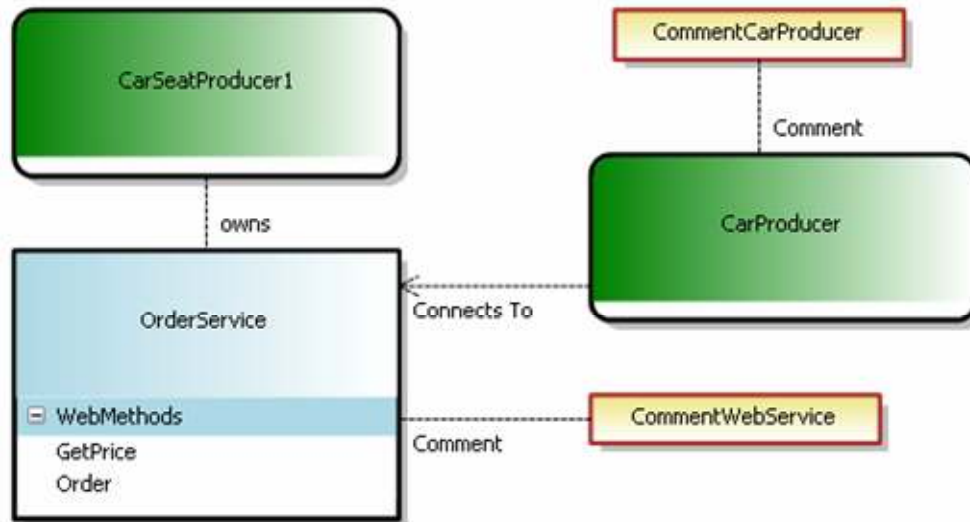 CarSeatProducer1
CommentCarProducer
Comment
CarProducer
owns
OrderService
Connects To
WebMethods
GetPrice
Order
Comment
CommentWebService